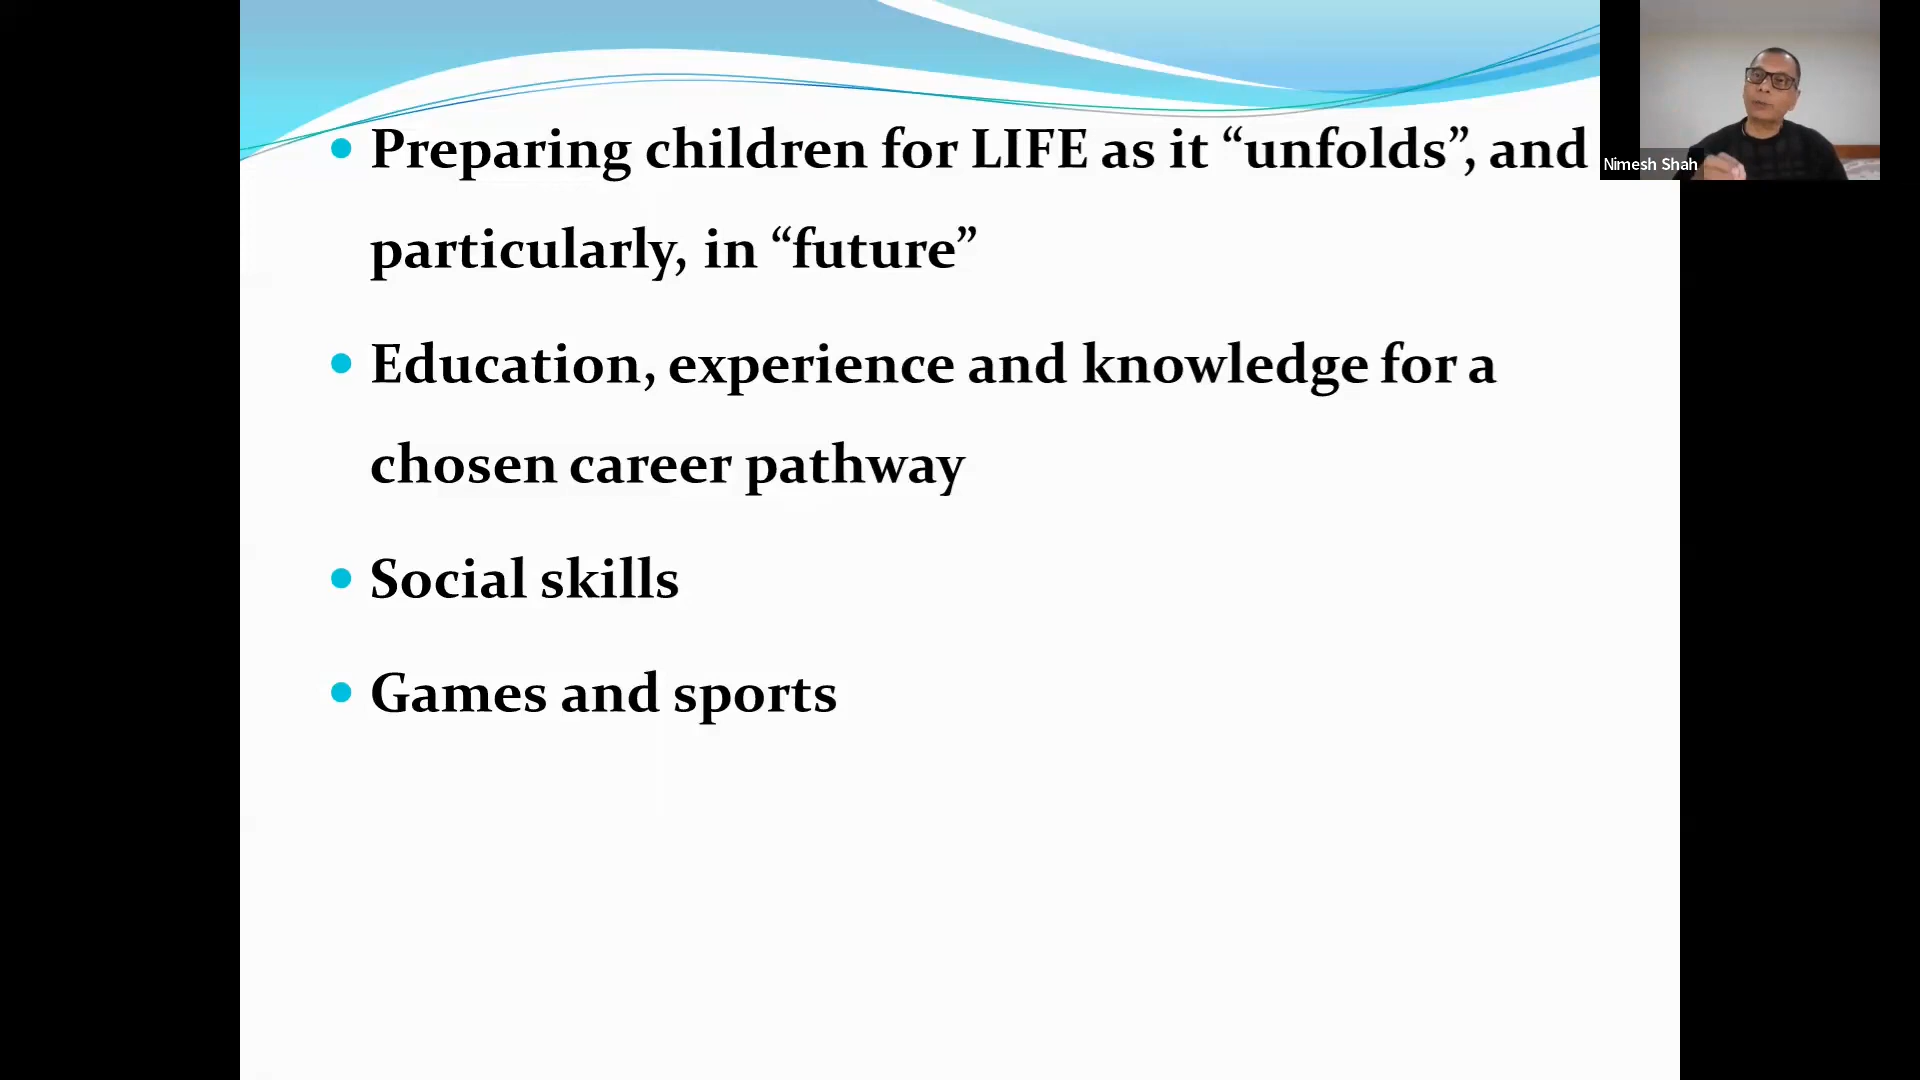 • Preparing children for LIFE as it “unfolds”, and
particularly, in “future”
• Education, experience and knowledge for a
chosen career pathway
• Social skills
• Games and sports
Nimesh Shah